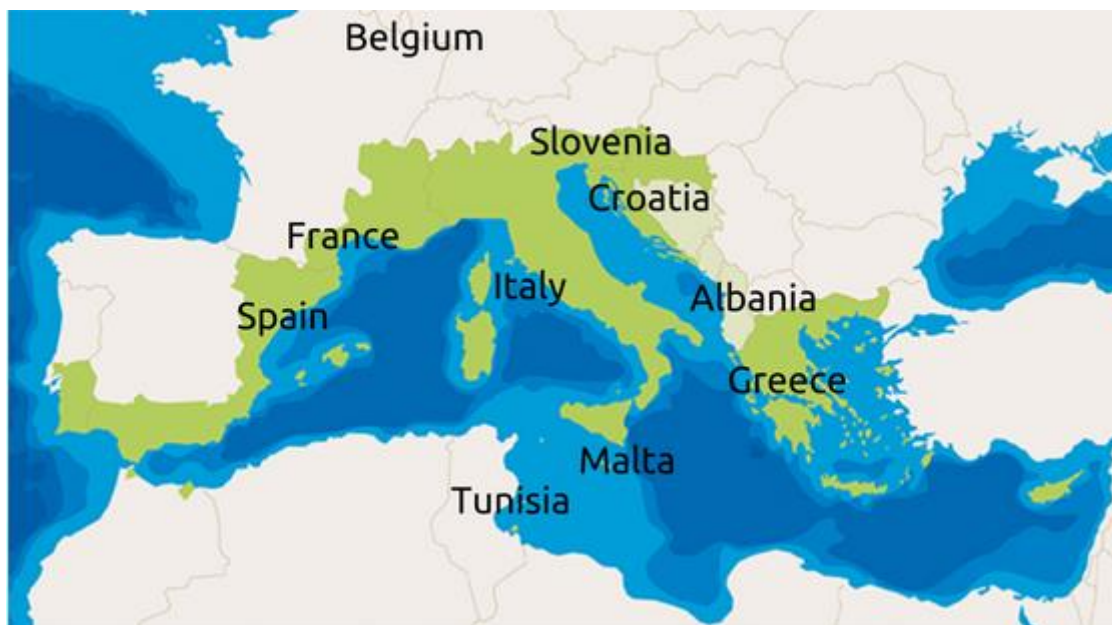 Belgium
Slovenia
Croatia
France
Italy
Albania
Spain
Greece
Malta
Tunisia